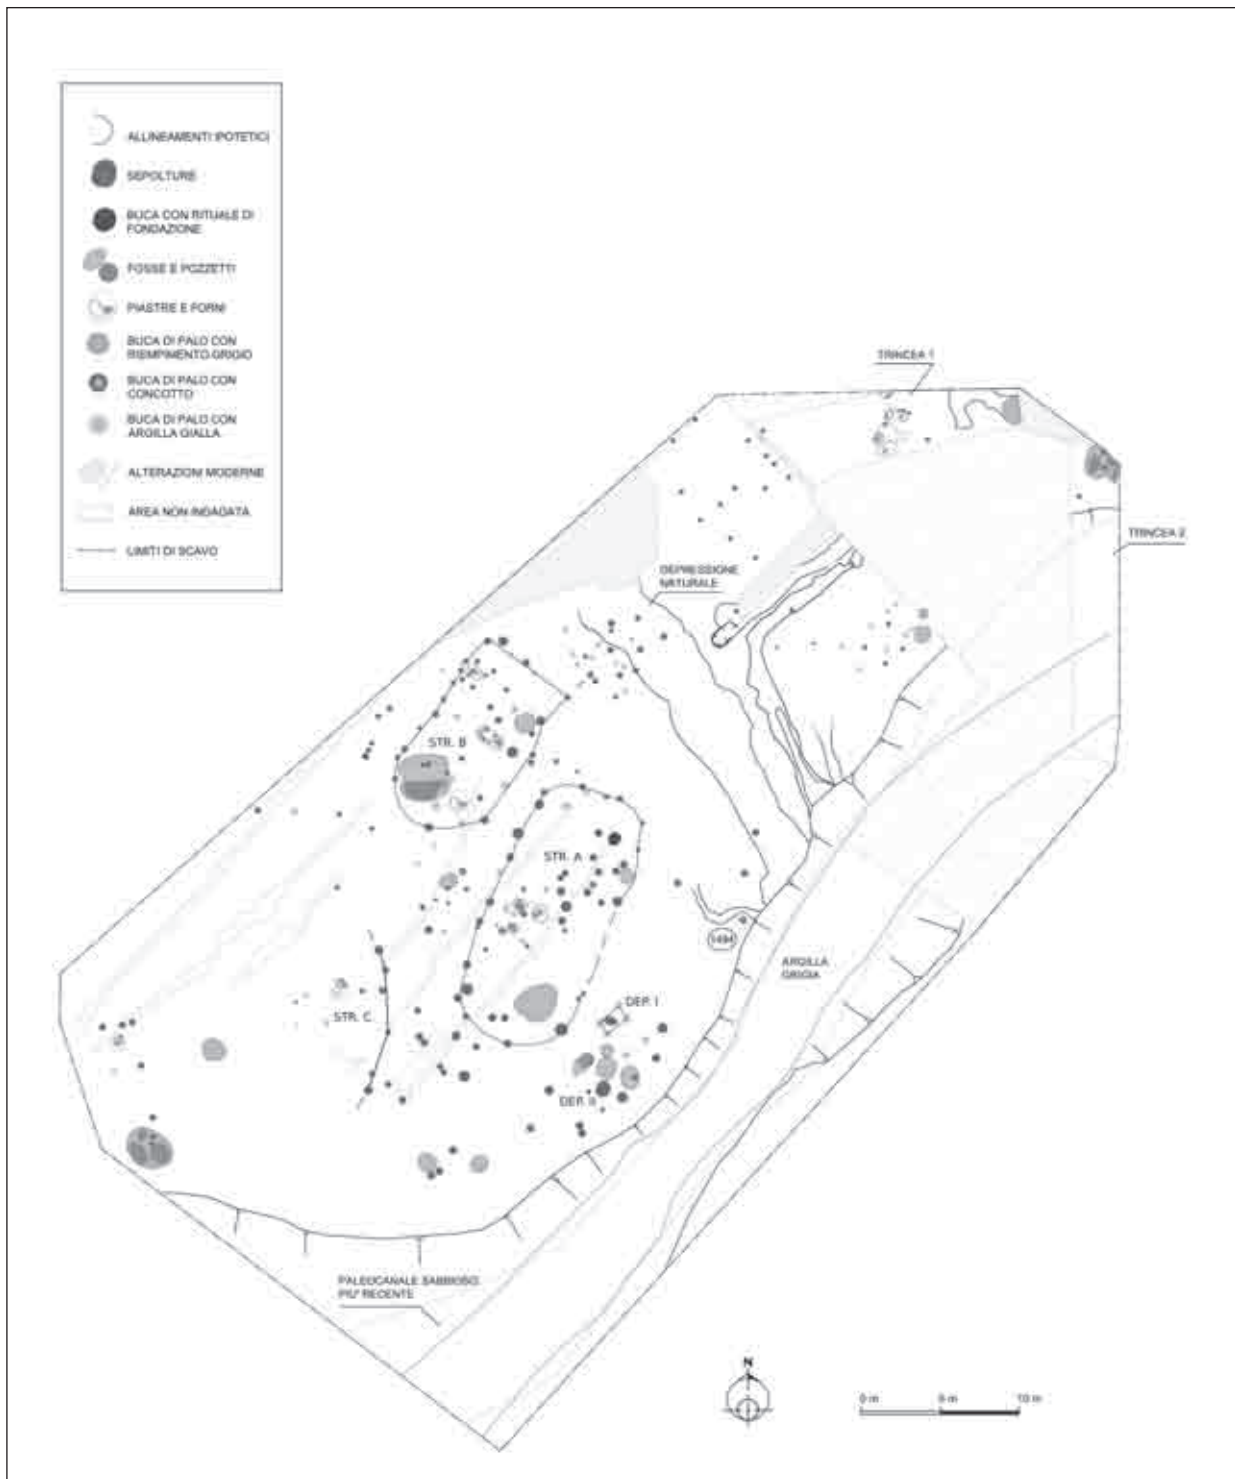 ALLINEAMENTI IPOTETICI
SEPOLTURE
BUCA CON RITUALE DI
FONDAZIONE
FOSSE E POZZETTI
PIASTRE E FORNI
BUCA DI PALO CON
RIEMPIMENTO GRIGIO
BUCA DI PALO CON
CONCOTTO
BUCA DI PALO CON
ARGILLA GIALLA
ALTERAZIONI MODERNE
AREA NON INDAGATA
LIMITI DI SCAVO
TRINCEA 1
TRINCEA 2
DEPRESSIONE
NATURALE
STR. B
STR. A
1494
ARGILLA
GRIGIA
DEP. I
STR. C
DEP. II
PALEOCANALE SABBIOSO
PIU' RECENTE
N
0 m 5 m 10 m